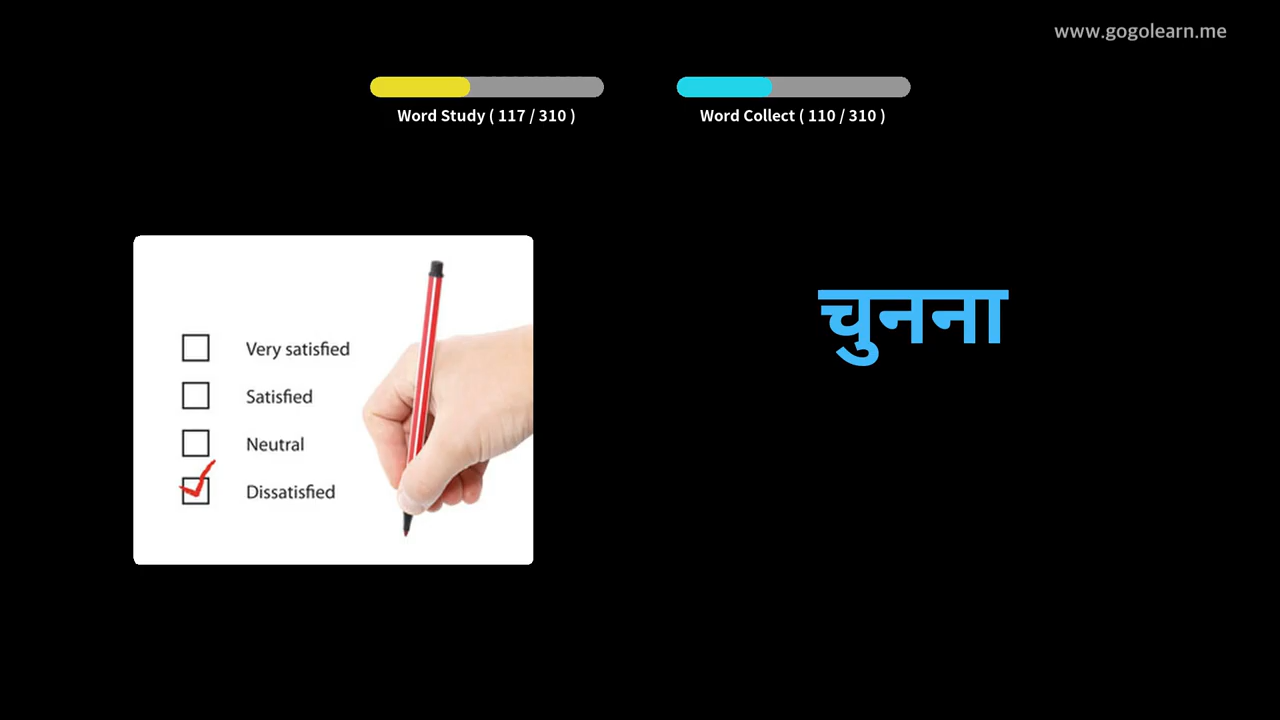 www.gogolearn.me
Word Study ( 117 / 310 )
Word Collect ( 110 / 310 )
चुनना
Very satisfied
Satisfied
Neutral
Dissatisfied